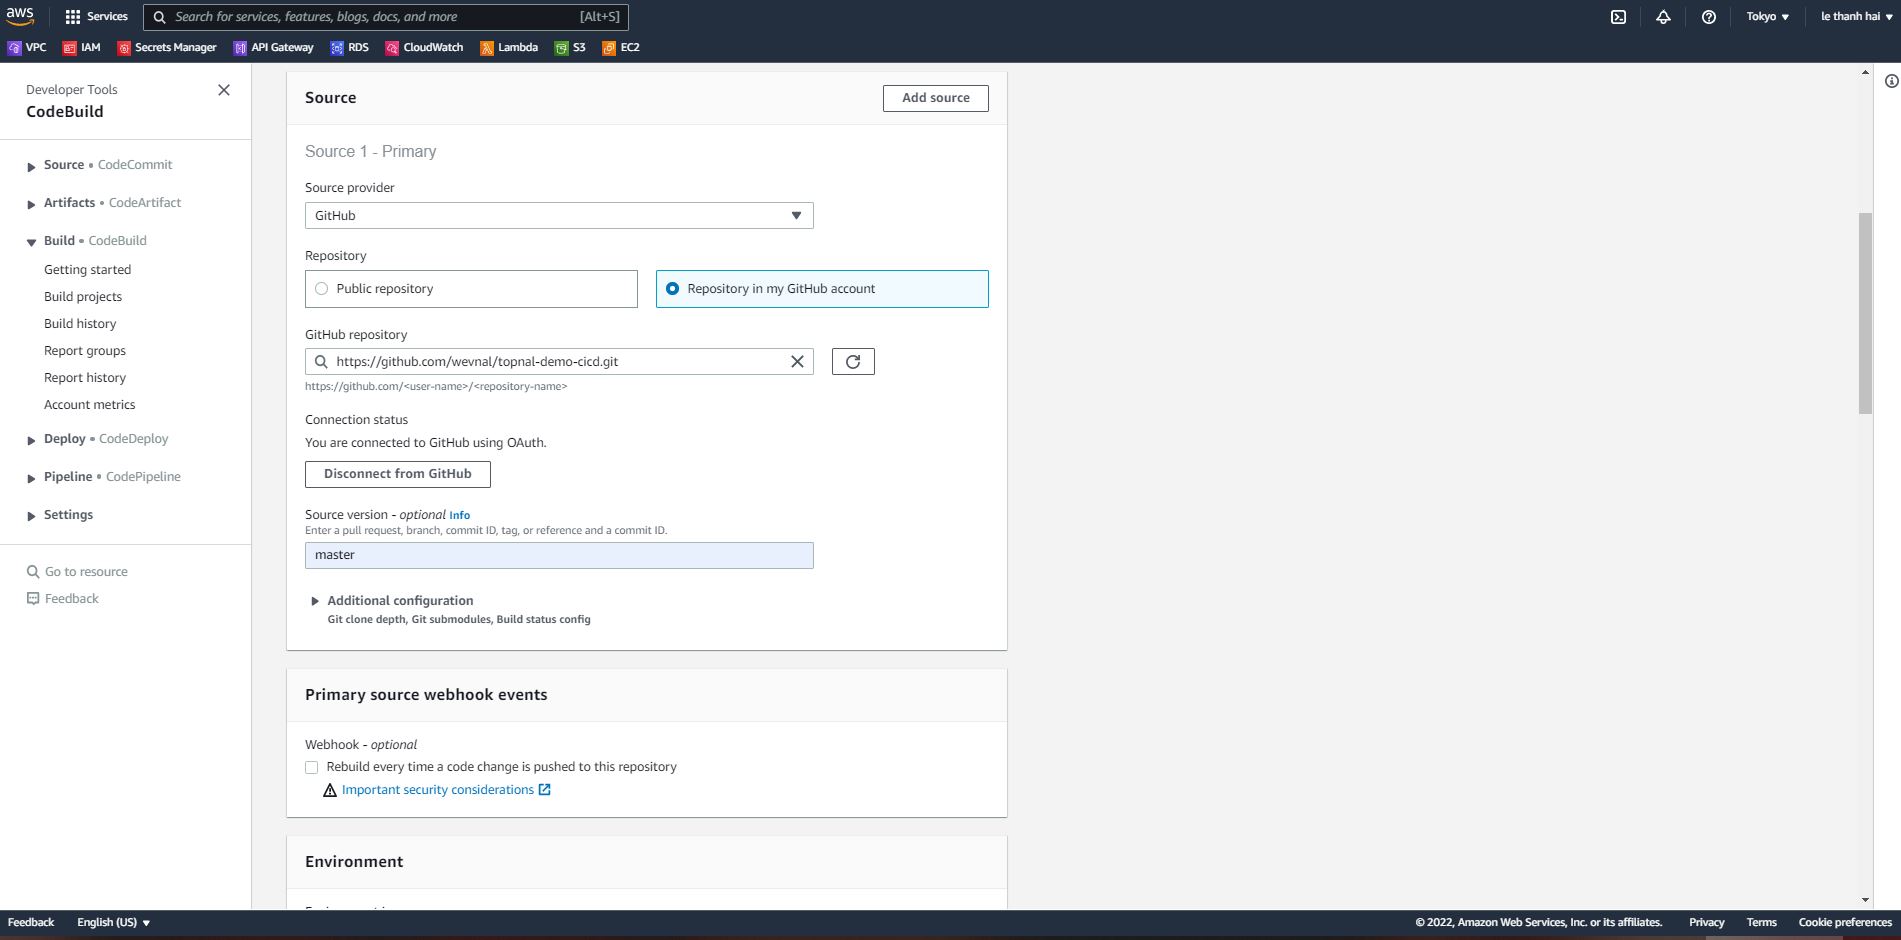 aws
Services
Search for services, features, blogs, docs, and more
[Alt+S]
Tokyo
le thanh hai
VPC
IAM
Secrets Manager
API Gateway
RDS
CloudWatch
Lambda
S3
EC2
Developer Tools
CodeBuild
Source • CodeCommit
Artifacts • CodeArtifact
Build • CodeBuild
Getting started
Build projects
Build history
Report groups
Report history
Account metrics
Deploy • CodeDeploy
Pipeline • CodePipeline
Settings
Go to resource
Feedback
Source
Add source
Source 1 - Primary
Source provider
GitHub
Repository
Public repository
Repository in my GitHub account
GitHub repository
https://github.com/wevnal/topnal-demo-cicd.git
https://github.com/<user-name>/<repository-name>
Connection status
You are connected to GitHub using OAuth.
Disconnect from GitHub
Source version - optional Info
Enter a pull request, branch, commit ID, tag, or reference and a commit ID.
master
Additional configuration
Git clone depth, Git submodules, Build status config
Primary source webhook events
Webhook - optional
Rebuild every time a code change is pushed to this repository
Important security considerations
Environment
Feedback
English (US)
© 2022, Amazon Web Services, Inc. or its affiliates.
Privacy
Terms
Cookie preferences